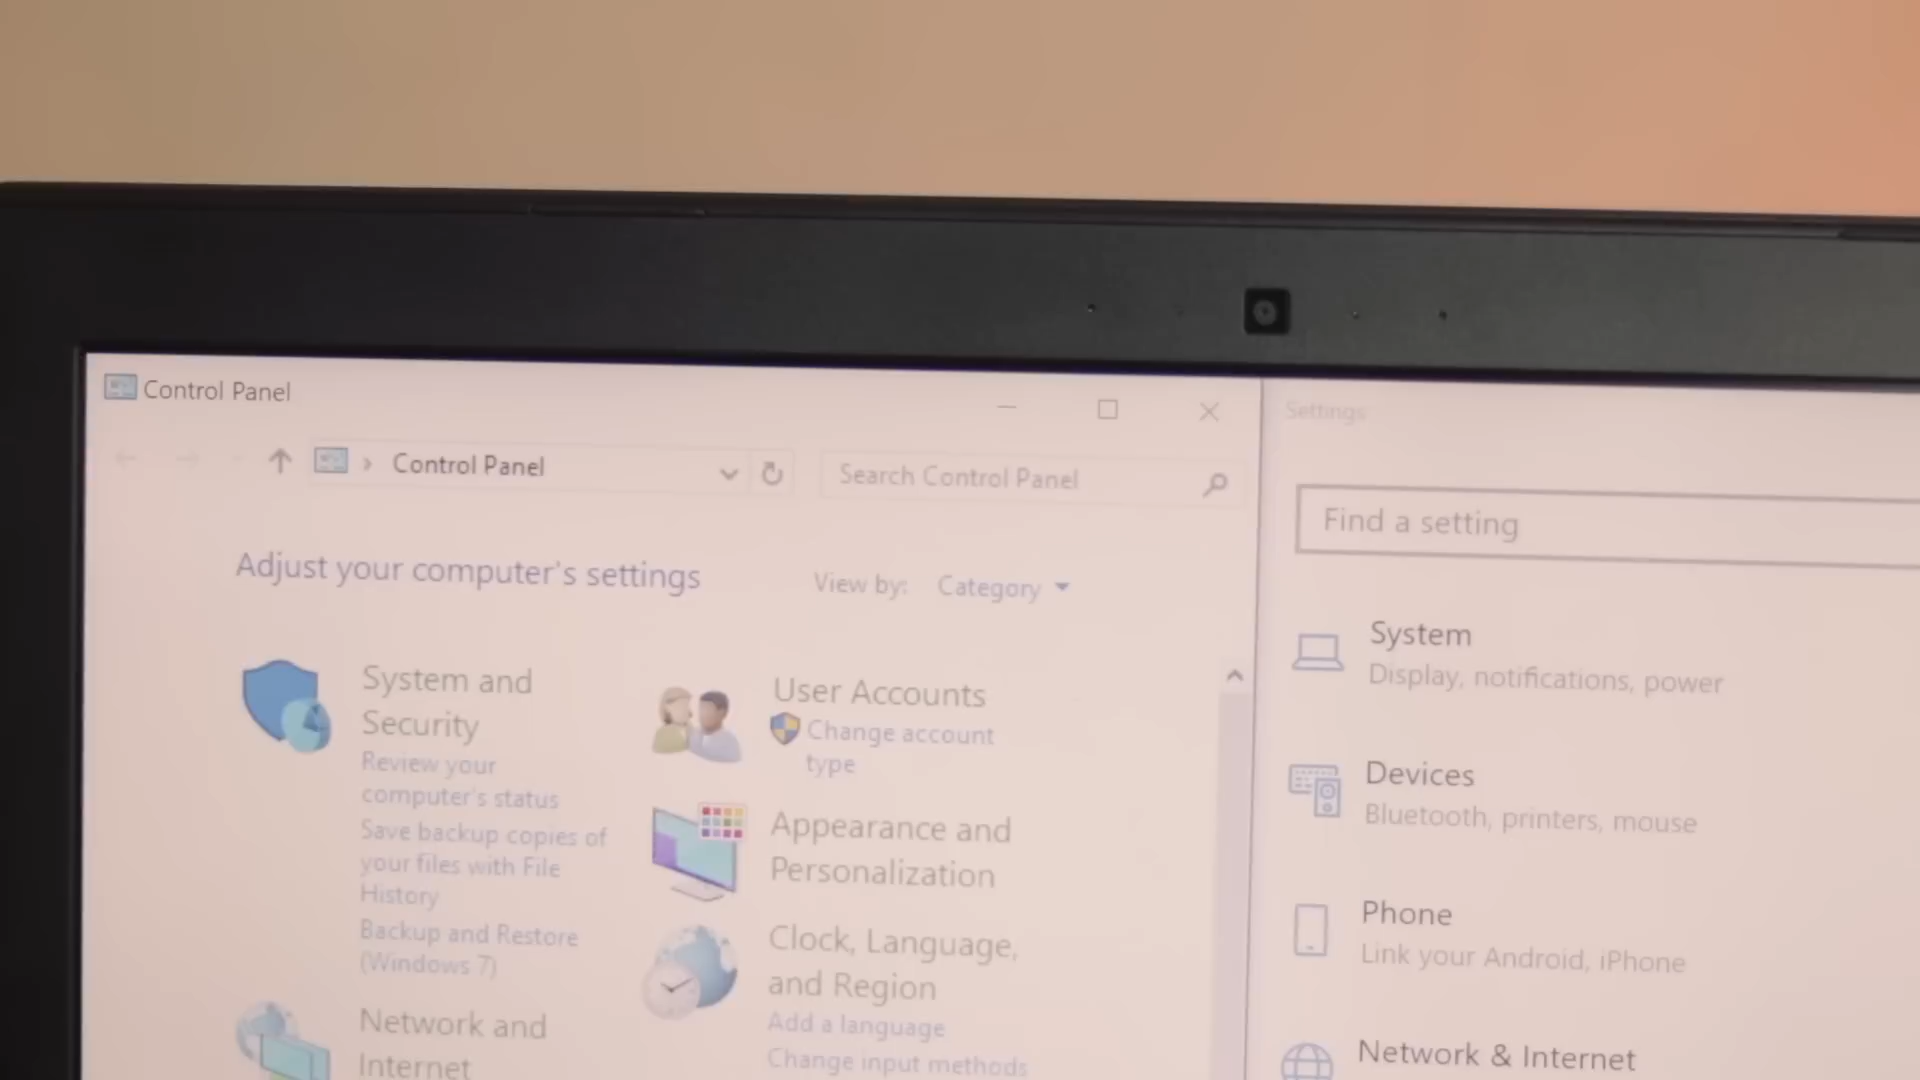 Control Panel
Control Panel
Search Control Panel
Adjust your computer's settings
View by: Category
System and
Security
Review your
computer's status
Save backup copies of
your files with File
History
Backup and Restore
(Windows 7)
Network and
Internet
User Accounts
Change account
type
Appearance and
Personalization
Clock, Language,
and Region
Add a language
Change input methods
Settings
Find a setting
System
Display, notifications, power
Devices
Bluetooth, printers, mouse
Phone
Link your Android, iPhone
Network & Internet